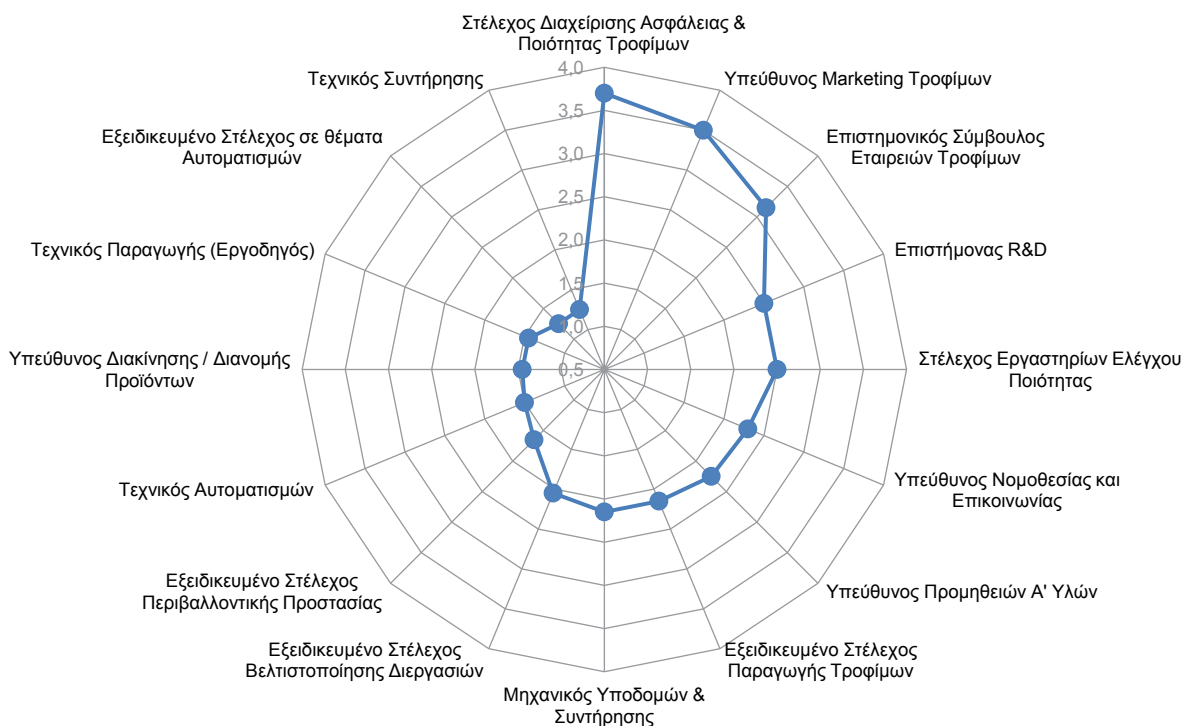 Στέλεχος Διαχείρισης Ασφάλειας &
Ποιότητας Τροφίμων
Υπεύθυνος Marketing Τροφίμων
Επιστημονικός Σύμβουλος
Εταιρειών Τροφίμων
Επιστήμονας R&D
Στέλεχος Εργαστηρίων Ελέγχου
Ποιότητας
Υπεύθυνος Νομοθεσίας και
Επικοινωνίας
Υπεύθυνος Προμηθειών Α' Υλών
Εξειδικευμένο Στέλεχος
Παραγωγής Τροφίμων
Μηχανικός Υποδομών &
Συντήρησης
Εξειδικευμένο Στέλεχος
Βελτιστοποίησης Διεργασιών
Εξειδικευμένο Στέλεχος
Περιβαλλοντικής Προστασίας
Τεχνικός Αυτοματισμών
Υπεύθυνος Διακίνησης / Διανομής
Προϊόντων
Τεχνικός Παραγωγής (Εργοδηγός)
Εξειδικευμένο Στέλεχος σε θέματα
Αυτοματισμών
Τεχνικός Συντήρησης
4,0
3,5
3,0
2,5
2,0
1,5
1,0
0,5